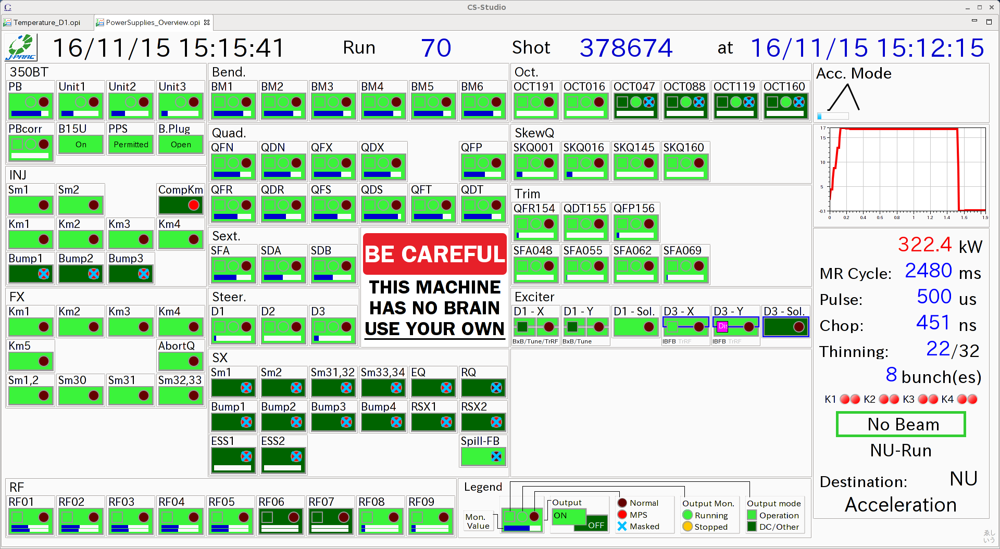 CS-Studio
Temperature_D1.opi
PowerSupplies_Overview.opi
J-PARC
16/11/15 15:15:41 Run 70 Shot 378674 at 16/11/15 15:12:15
350BT
PB Unit1 Unit2 Unit3
PBcorr B15U PPS B.Plug
On Permitted Open
INJ
Sm1 Sm2 CompKm
Km1 Km2 Km3 Km4
Bump1 Bump2 Bump3
FX
Km1 Km2 Km3 Km4
Km5 AbortQ
Sm1,2 Sm30 Sm31 Sm32,33
Bend.
BM1 BM2 BM3 BM4 BM5 BM6
Quad.
QFN QDN QFX QDX QFP
QFR QDR QFS QDS QFT QDT
Sext.
SFA SDA SDB
BE CAREFUL
THIS MACHINE
HAS NO BRAIN
USE YOUR OWN
Steer.
D1 D2 D3
SX
Sm1 Sm2 Sm31,32 Sm33,34 EQ RQ
Bump1 Bump2 Bump3 Bump4 RSX1 RSX2
ESS1 ESS2 Spill-FB
Oct.
OCT191 OCT016 OCT047 OCT088 OCT119 OCT160
SkewQ
SKQ001 SKQ016 SKQ145 SKQ160
Trim
QFR154 QDT155 QFP156
SFA048 SFA055 SFA062 SFA069
Exciter
D1 - X D1 - Y D1 - Sol. D3 - X D3 - Y D3 - Sol.
Dis
BxB/Tune/TrRF BxB/Tune IBFB TrRF IBFB TrRF
Acc. Mode
17
15
10
5
-0.1
0 0.2 0.4 0.6 0.8 1 1.2 1.4 1.6 1.9
322.4 kW
MR Cycle: 2480 ms
Pulse: 500 us
Chop: 451 ns
Thinning: 22/32
8 bunch(es)
K1 K2 K3 K4
No Beam
NU-Run
Destination: NU
Acceleration
RF
RF01 RF02 RF03 RF04 RF05 RF06 RF07 RF08 RF09
Legend
Mon.
Value
Output
ON
OFF
Normal
MPS
Masked
Output Mon.
Running
Stopped
Output mode
Operation
DC/Other
ゑし
いう